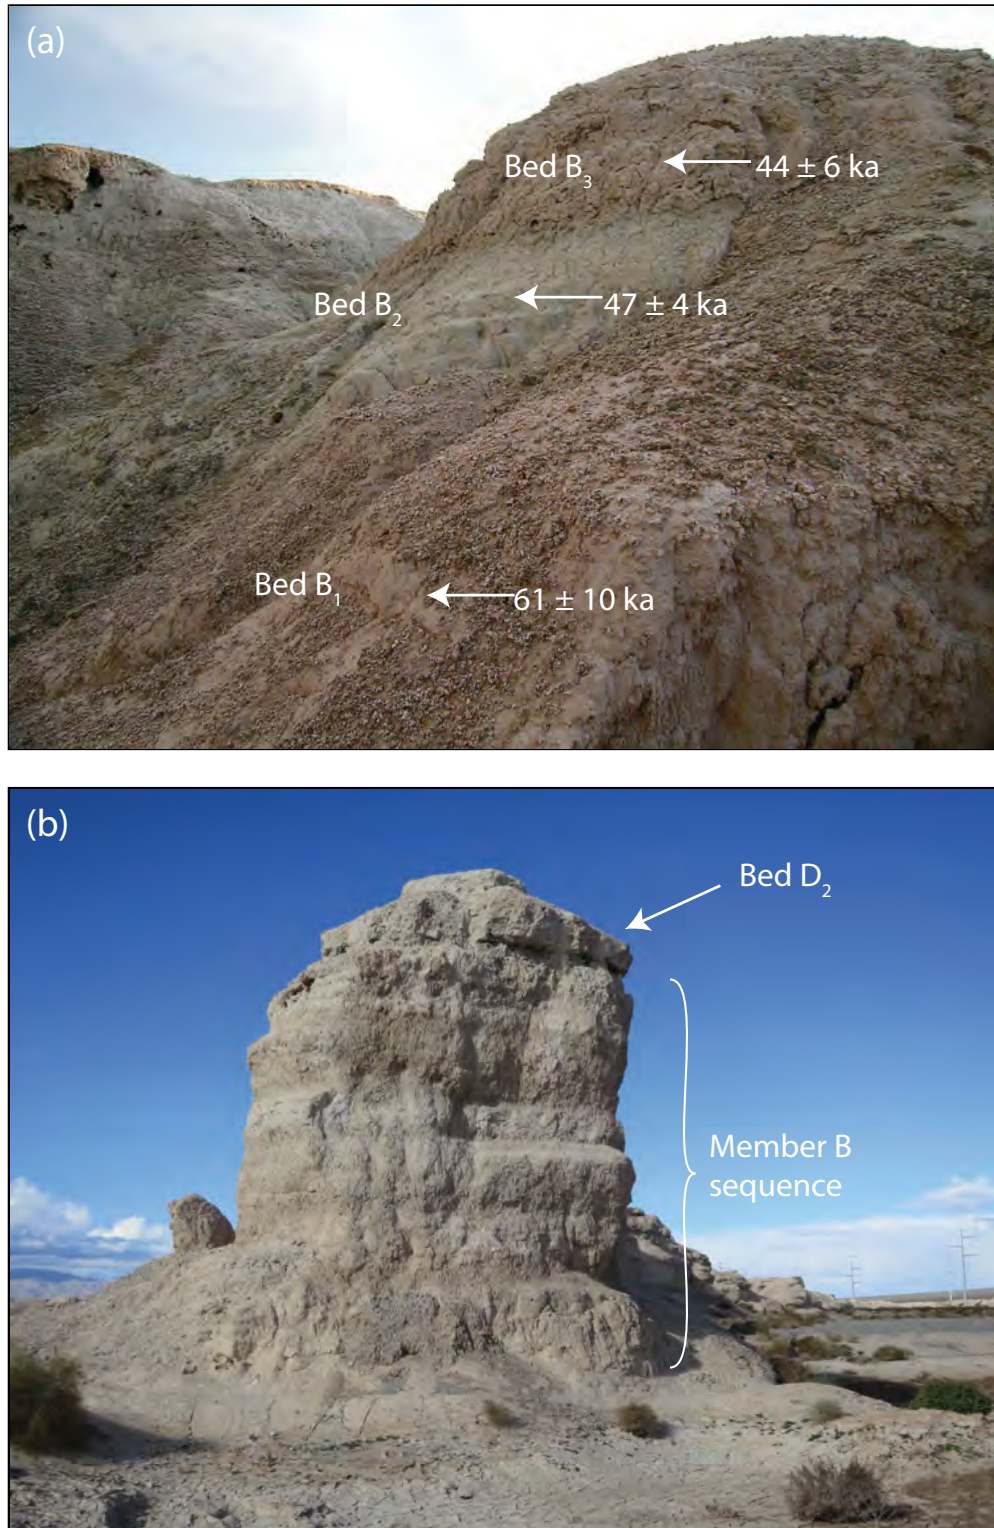 (a)
Bed B₃
44 ± 6 ka
Bed B₂
47 ± 4 ka
Bed B₁
61 ± 10 ka
(b)
Bed D₂
Member B
sequence